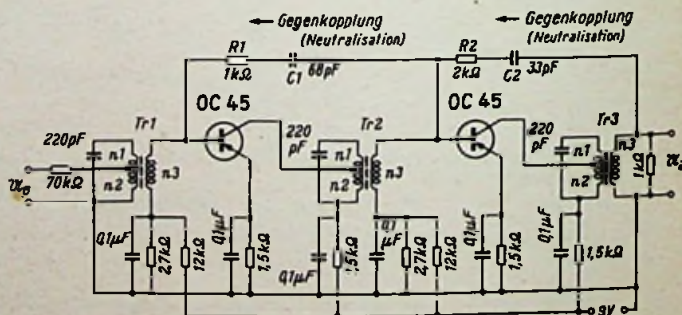 ← Gegenkopplung
(Neutralisation)
← Gegenkopplung
(Neutralisation)
R1
1kΩ
C1
68pF
R2
2kΩ
C2
33pF
OC 45
OC 45
Tr1
Tr2
Tr3
220pF
n1
n2
n3
220
pF
n1
n2
n3
220
pF
n1
n2
n3
1kΩ
70kΩ
0,1µF
2,7kΩ
12kΩ
0,1µF
1,5kΩ
0,1µF
1,5kΩ
0,1
µF
2,7kΩ
12kΩ
0,1µF
1,5kΩ
0,1µF
1,5kΩ
9V